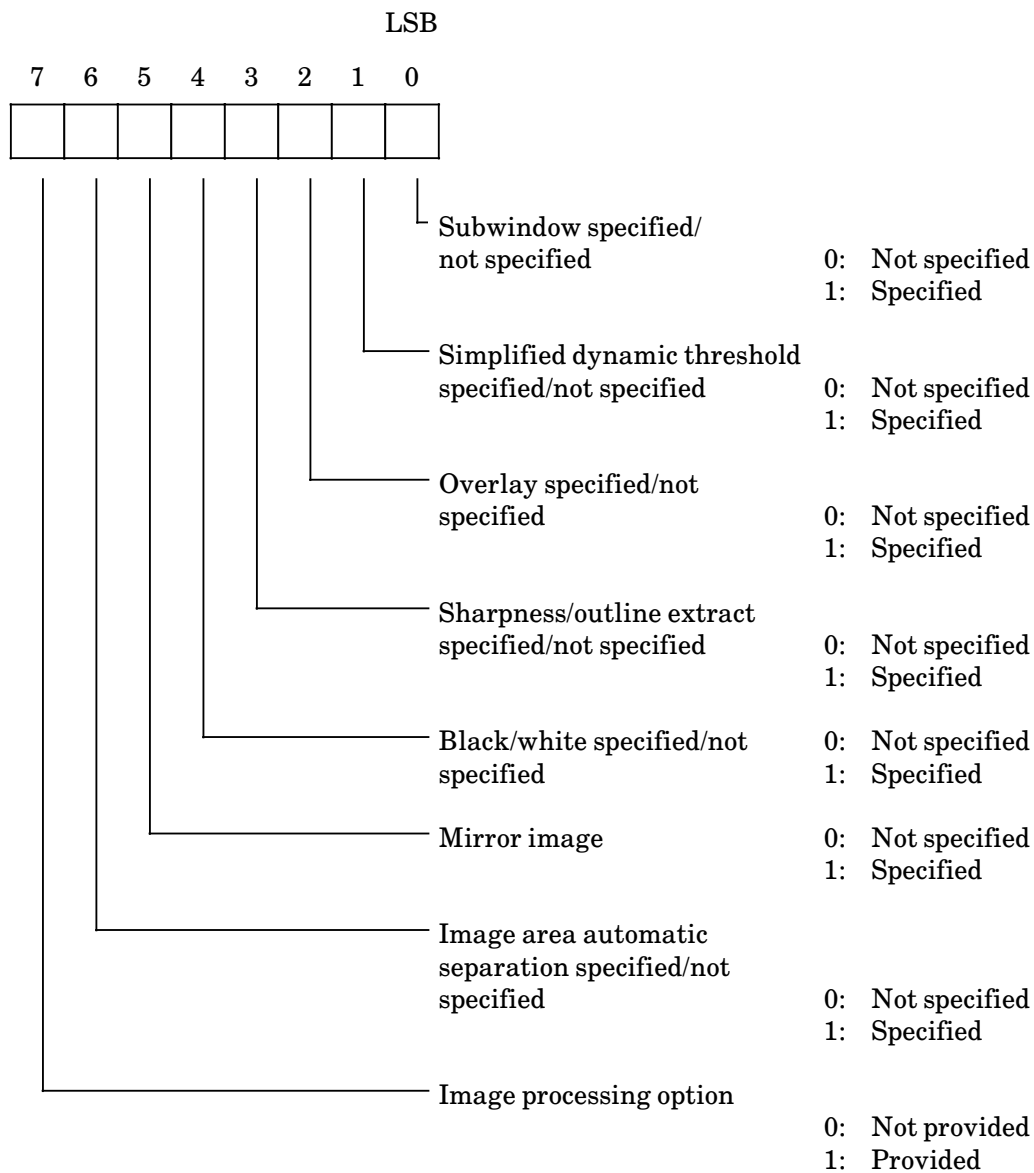 LSB
7 6 5 4 3 2 1 0
Subwindow specified/
not specified 0: Not specified
1: Specified
Simplified dynamic threshold
specified/not specified 0: Not specified
1: Specified
Overlay specified/not
specified 0: Not specified
1: Specified
Sharpness/outline extract
specified/not specified 0: Not specified
1: Specified
Black/white specified/not 0: Not specified
specified 1: Specified
Mirror image 0: Not specified
1: Specified
Image area automatic
separation specified/not
specified 0: Not specified
1: Specified
Image processing option
0: Not provided
1: Provided